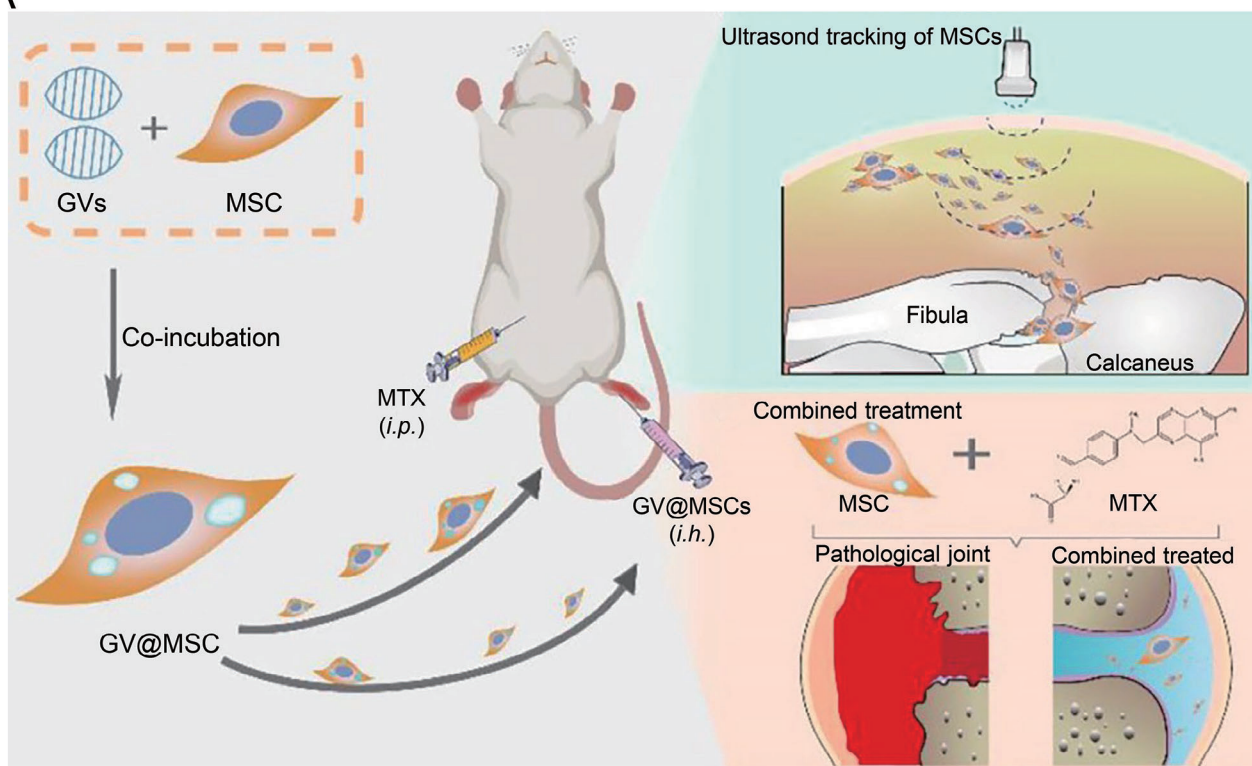 Ultrasond tracking of MSCs
GVs
+
MSC
Co-incubation
GV@MSC
MTX
(i.p.)
GV@MSCs
(i.h.)
Fibula
Calcaneus
Combined treatment
MSC
+
MTX
Pathological joint
Combined treated